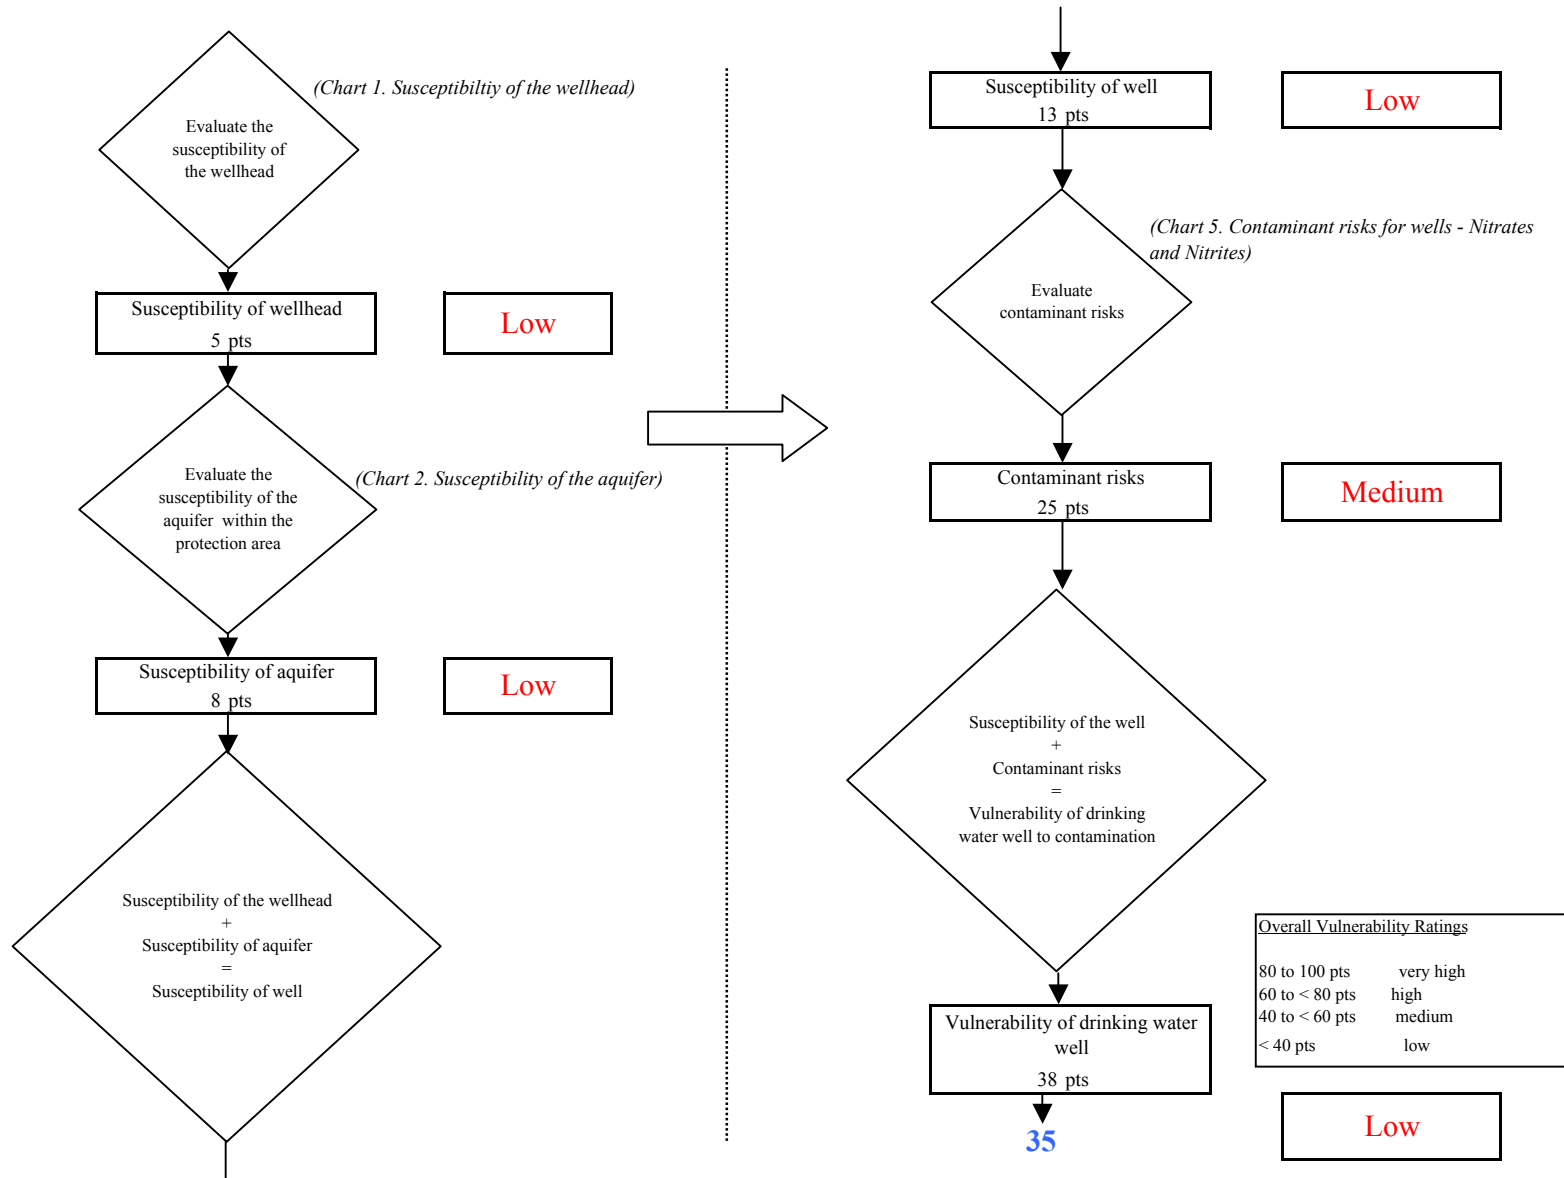 (Chart 1. Susceptibiltiy of the wellhead)
Evaluate the
susceptibility of
the wellhead
Susceptibility of wellhead
5 pts
Low
Evaluate the
susceptibility of the
aquifer within the
protection area
(Chart 2. Susceptibility of the aquifer)
Susceptibility of aquifer
8 pts
Low
Susceptibility of the wellhead
+
Susceptibility of aquifer
=
Susceptibility of well
Susceptibility of well
13 pts
Low
(Chart 5. Contaminant risks for wells - Nitrates
and Nitrites)
Evaluate
contaminant risks
Contaminant risks
25 pts
Medium
Susceptibility of the well
+
Contaminant risks
=
Vulnerability of drinking
water well to contamination
Overall Vulnerability Ratings
80 to 100 pts very high
60 to < 80 pts high
40 to < 60 pts medium
< 40 pts low
Vulnerability of drinking water
well
38 pts
35
Low